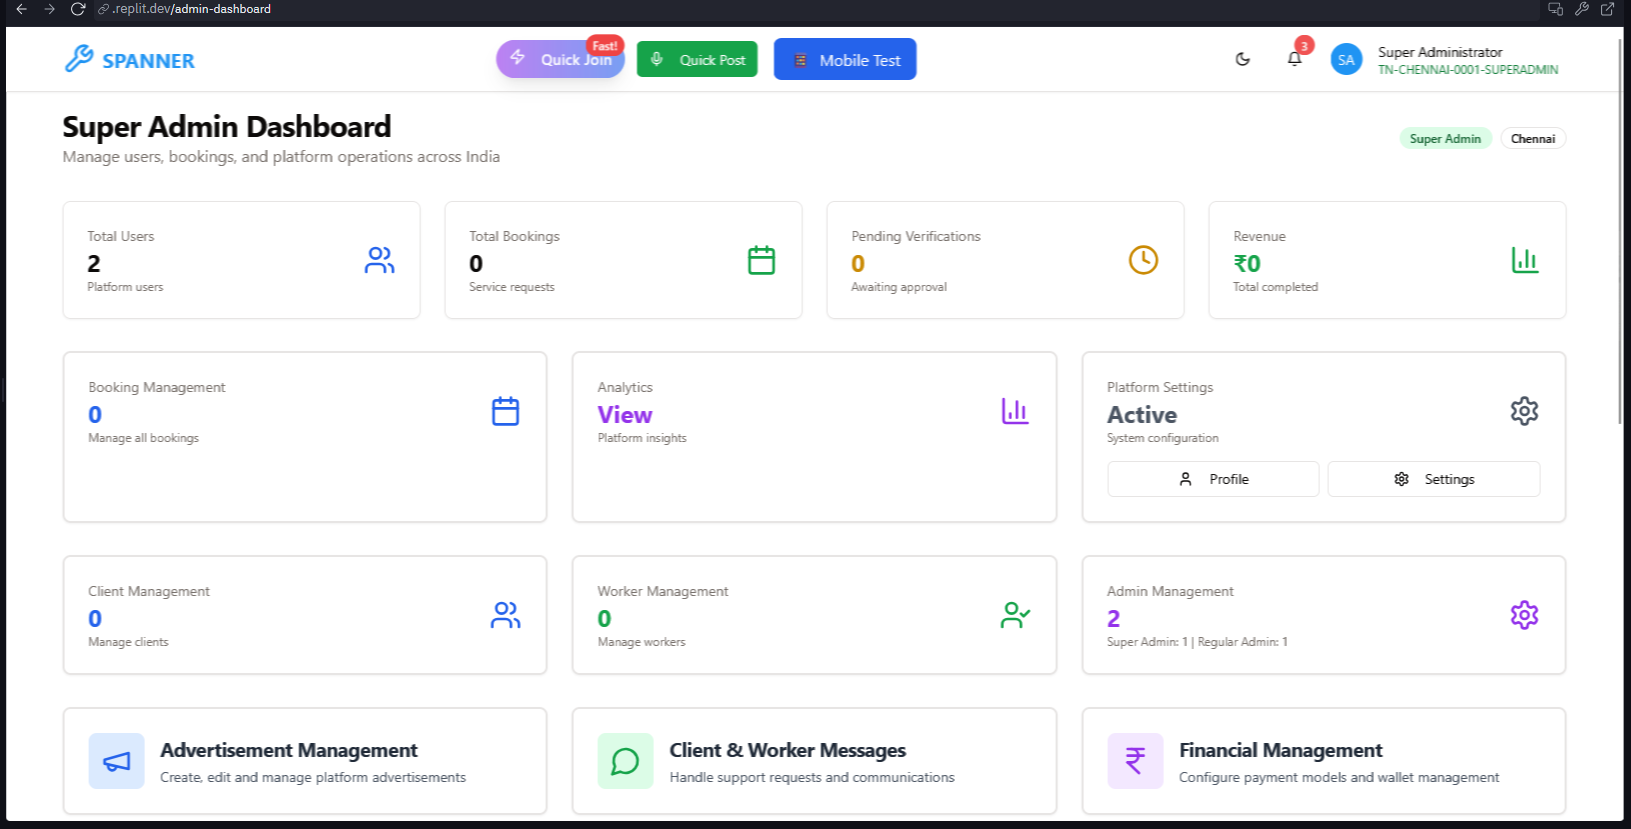 .replit.dev/admin-dashboard
SPANNER
Quick Join
Fast!
Quick Post
Mobile Test
3
SA
Super Administrator
TN-CHENNAI-0001-SUPERADMIN
Super Admin Dashboard
Manage users, bookings, and platform operations across India
Super Admin
Chennai
Total Users
2
Platform users
Total Bookings
0
Service requests
Pending Verifications
0
Awaiting approval
Revenue
₹0
Total completed
Booking Management
0
Manage all bookings
Analytics
View
Platform insights
Platform Settings
Active
System configuration
Profile
Settings
Client Management
0
Manage clients
Worker Management
0
Manage workers
Admin Management
2
Super Admin: 1 | Regular Admin: 1
Advertisement Management
Create, edit and manage platform advertisements
Client & Worker Messages
Handle support requests and communications
₹
Financial Management
Configure payment models and wallet management